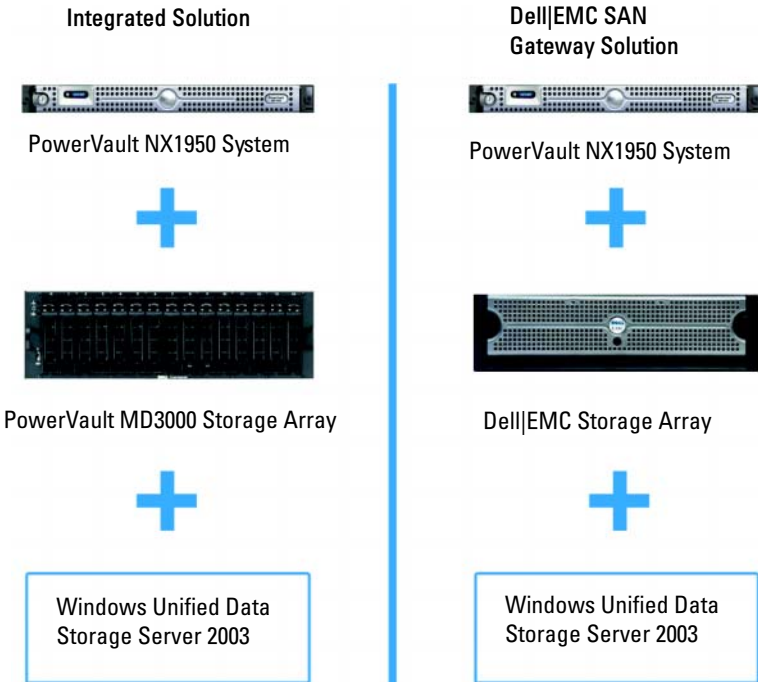 Integrated Solution
PowerVault NX1950 System
PowerVault MD3000 Storage Array
Windows Unified Data
Storage Server 2003
Dell|EMC SAN
Gateway Solution
PowerVault NX1950 System
Dell|EMC Storage Array
Windows Unified Data
Storage Server 2003